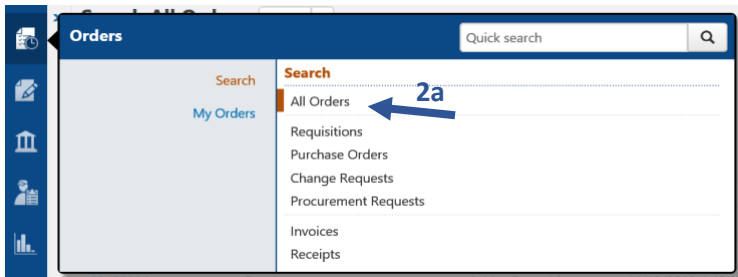 Orders
Quick search
Search
My Orders
Search
All Orders
2a
Requisitions
Purchase Orders
Change Requests
Procurement Requests
Invoices
Receipts